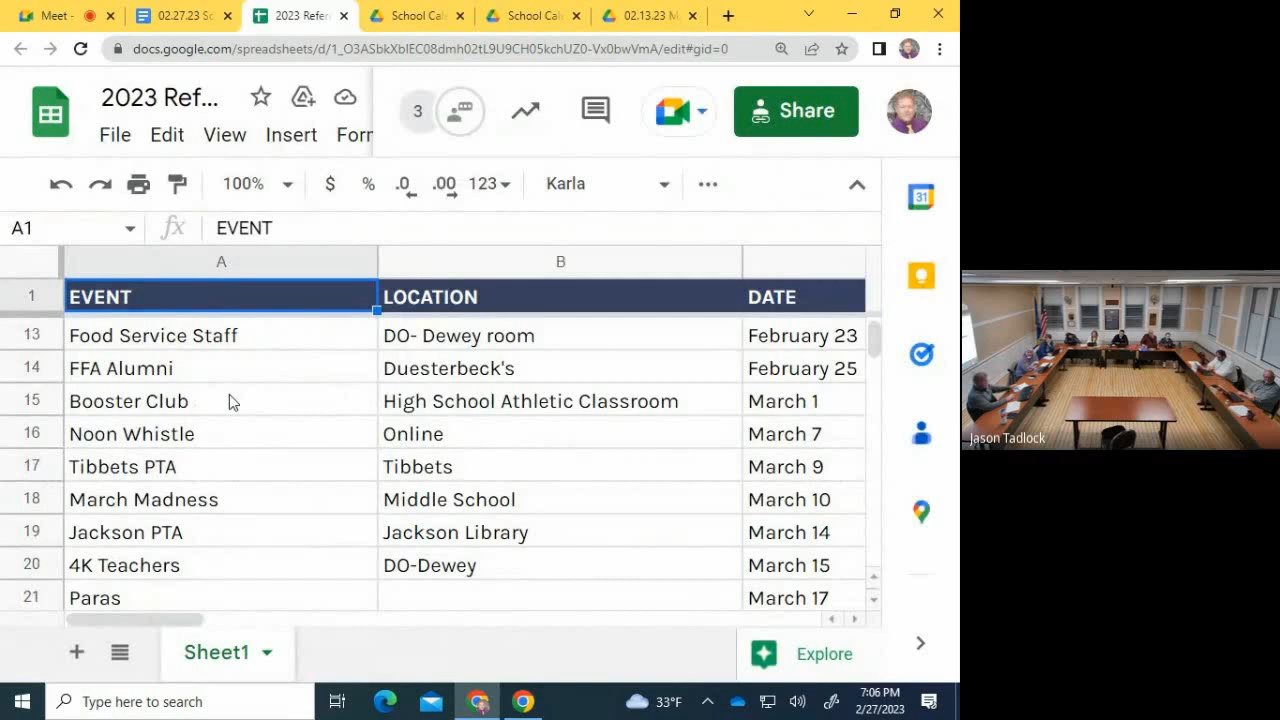 Meet -
02.27.23 Sc
2023 Refer
School Cal
School Cal
02.13.23 M
docs.google.com/spreadsheets/d/1_O3ASbkXbIEC08dmh02tL9U9CH05kchUZ0-Vx0bwVmA/edit#gid=0
2023 Ref...
3
Share
File Edit View Insert Forr
100% $ % .0 .00 123 Karla
31
A1 fx EVENT
A B
1 EVENT LOCATION DATE
13 Food Service Staff DO- Dewey room February 23
14 FFA Alumni Duesterbeck's February 25
15 Booster Club High School Athletic Classroom March 1
16 Noon Whistle Online March 7
17 Tibbets PTA Tibbets March 9
18 March Madness Middle School March 10
19 Jackson PTA Jackson Library March 14
20 4K Teachers DO-Dewey March 15
21 Paras March 17
Sheet1
Explore
Type here to search
33°F
7:06 PM
2/27/2023
Jason Tadlock